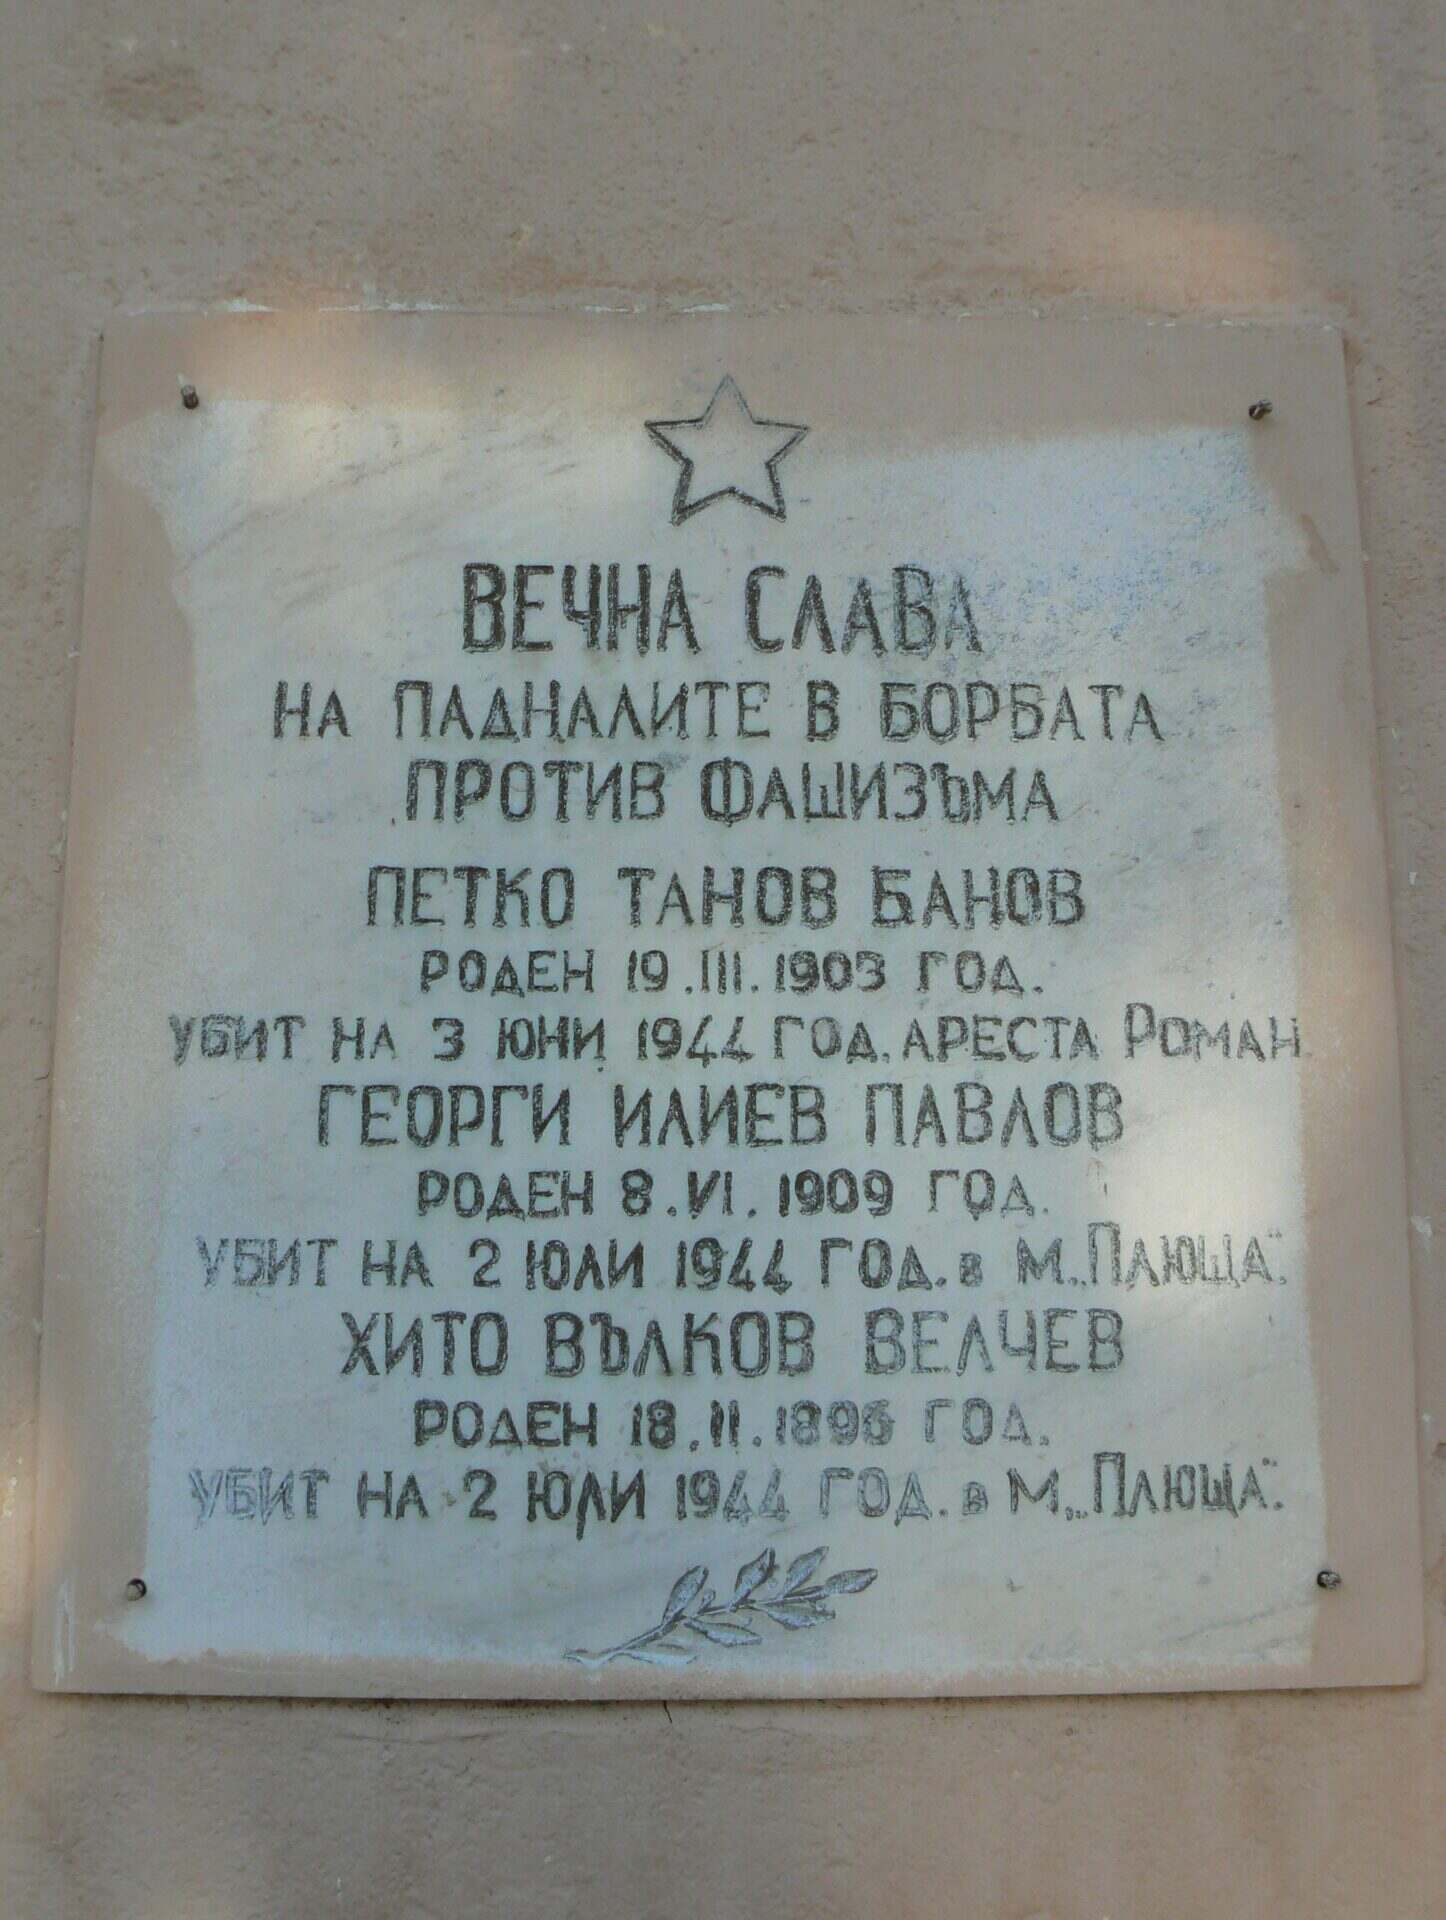 ВЕЧНА СЛАВА
НА ПАДНАЛИТЕ В БОРБАТА
ПРОТИВ ФАШИЗЪМА
ПЕТКО ТАНОВ БАНОВ
РОДЕН 19.III.1903 ГОД.
УБИТ НА 3 ЮНИ 1944 ГОД. АРЕСТА РОМАН
ГЕОРГИ ИЛИЕВ ПАВЛОВ
РОДЕН 8.VI.1909 ГОД.
УБИТ НА 2 ЮЛИ 1944 ГОД. в М. „ПЛЮЩА".
ХИТО ВЪЛКОВ ВЕЛЧЕВ
РОДЕН 18.II.1896 ГОД.
УБИТ НА 2 ЮЛИ 1944 ГОД. в М. „ПЛЮЩА".